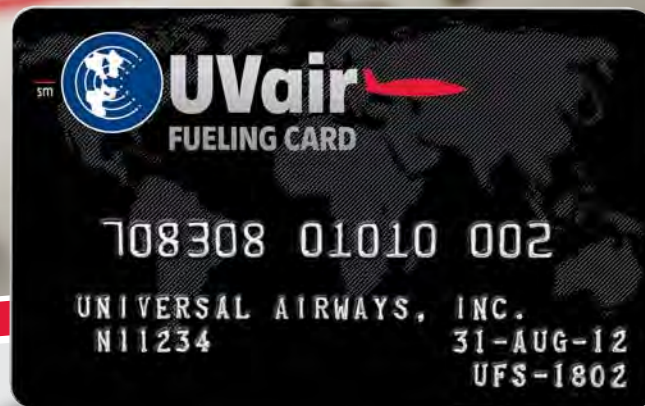 sm
UVair
FUELING CARD
708308 01010 002
UNIVERSAL AIRWAYS, INC.
N11234 31-AUG-12
UFS-1802